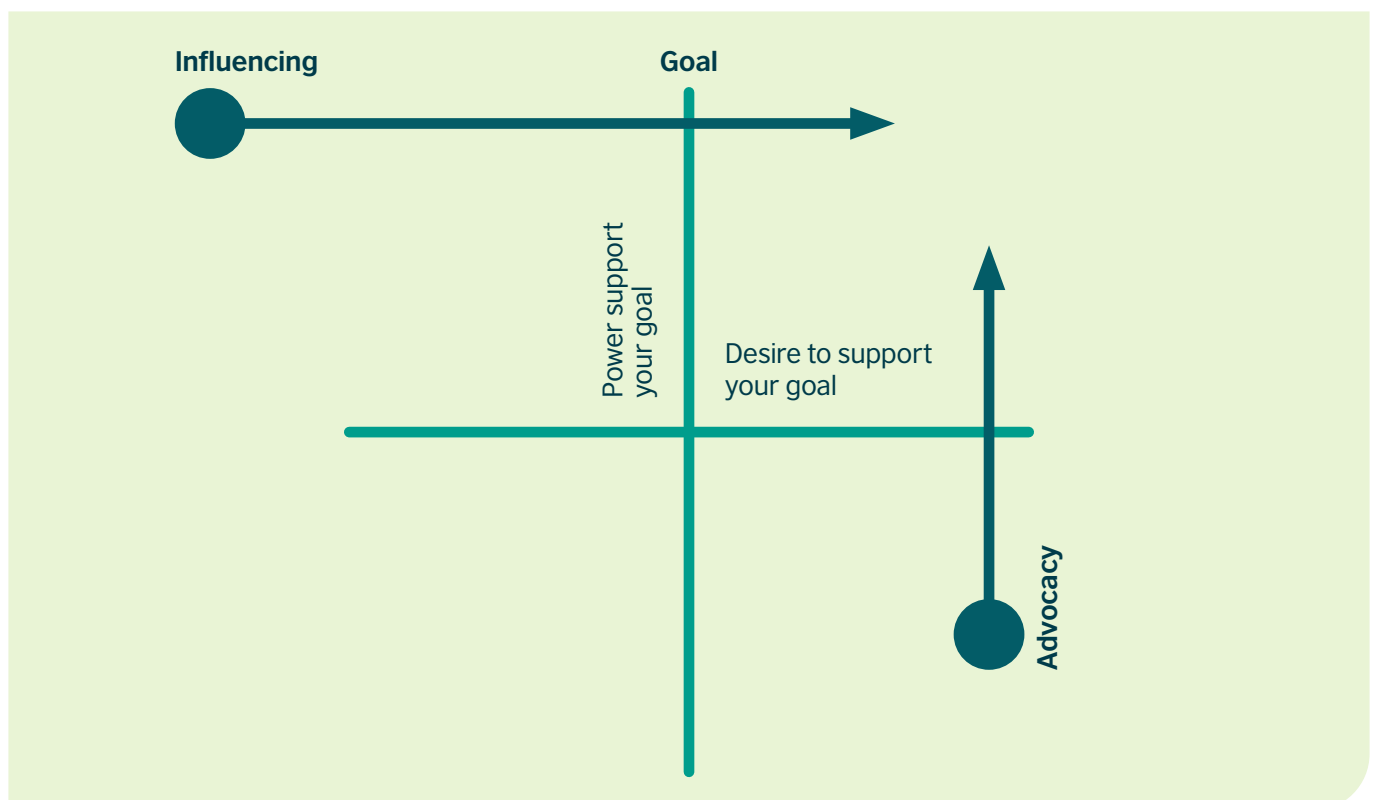 Influencing
Goal
Power support
your goal
Desire to support
your goal
Advocacy